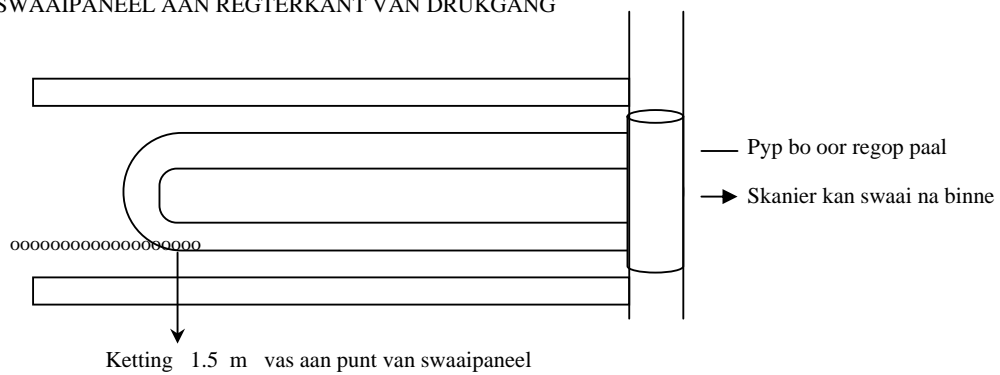 SWAAIPANEEL AAN REGTERKANT VAN DRUKGANG
Pyp bo oor regop paal
Skanier kan swaai na binne
ooooooooooooooooooo
Ketting 1.5 m vas aan punt van swaaipaneel